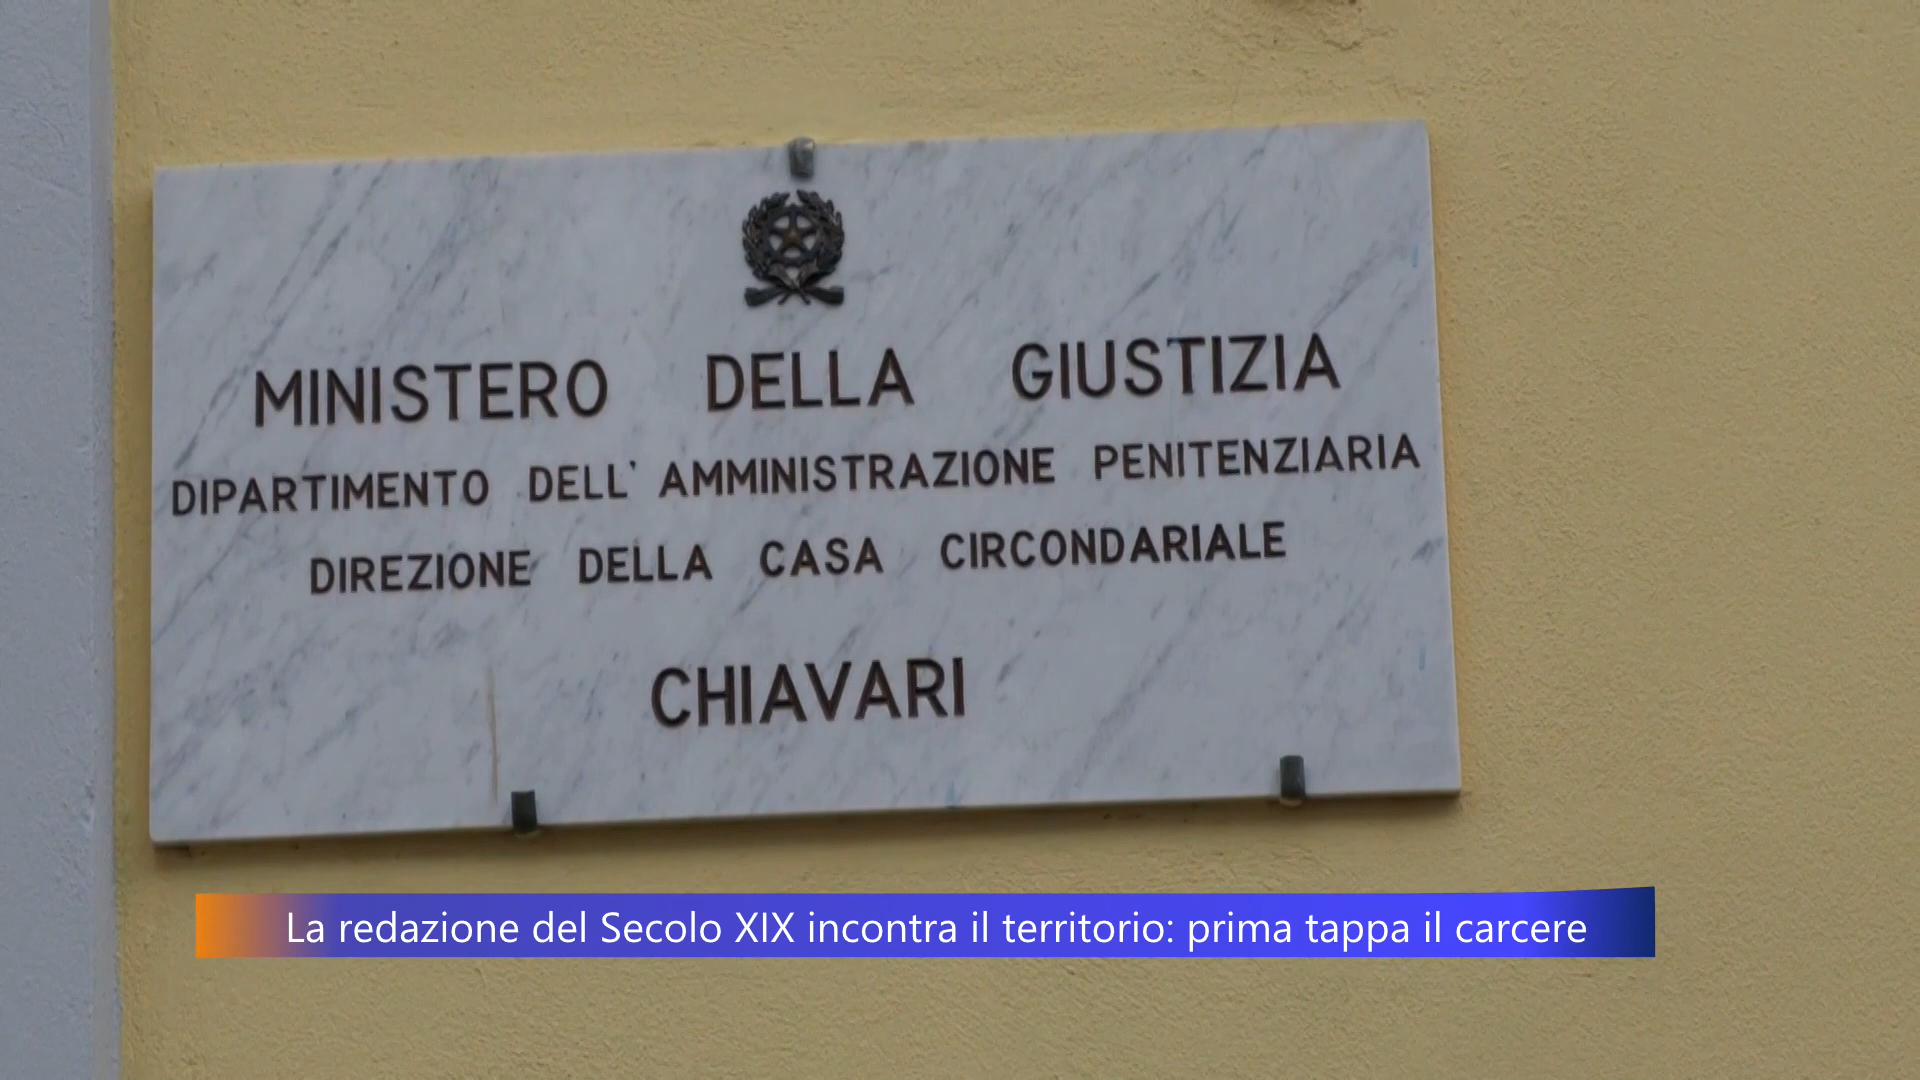 MINISTERO DELLA GIUSTIZIA
DIPARTIMENTO DELL' AMMINISTRAZIONE PENITENZIARIA
DIREZIONE DELLA CASA CIRCONDARIALE
CHIAVARI
La redazione del Secolo XIX incontra il territorio: prima tappa il carcere